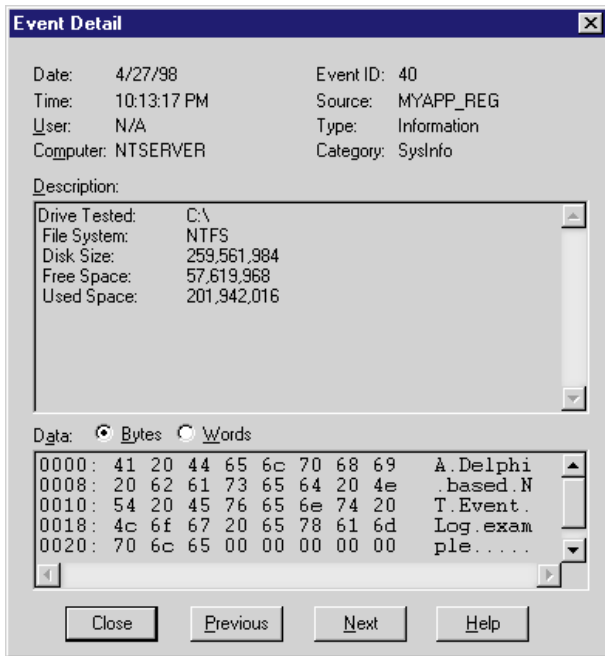 Event Detail
Date: 4/27/98 Event ID: 40
Time: 10:13:17 PM Source: MYAPP_REG
User: N/A Type: Information
Computer: NTSERVER Category: SysInfo
Description:
Drive Tested: C:\
File System: NTFS
Disk Size: 259,561,984
Free Space: 57,619,968
Used Space: 201,942,016
Data: Bytes Words
0000: 41 20 44 65 6c 70 68 69 A.Delphi
0008: 20 62 61 73 65 64 20 4e .based.N
0010: 54 20 45 76 65 6e 74 20 T.Event.
0018: 4c 6f 67 20 65 78 61 6d Log.exam
0020: 70 6c 65 00 00 00 00 00 ple.....
Close Previous Next Help